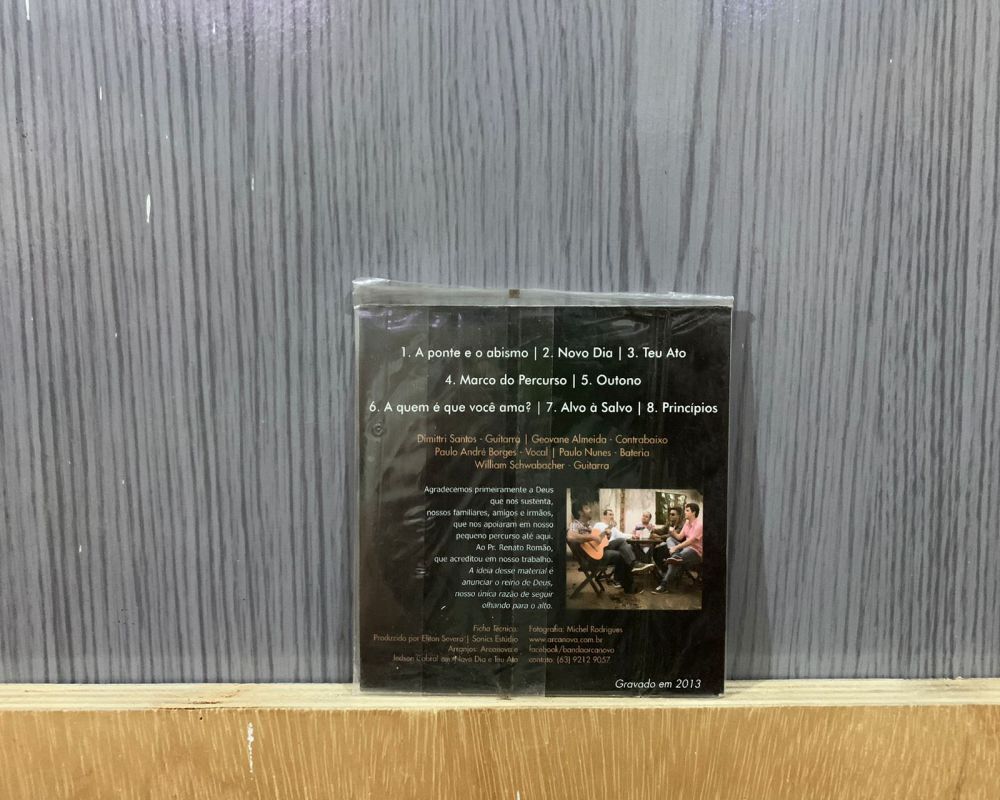 1. A ponte e o abismo | 2. Novo Dia | 3. Teu Ato
4. Marco do Percurso | 5. Outono
6. A quem é que você ama? | 7. Alvo à Salvo | 8. Princípios
Dimittri Santos - Guitarra | Geovane Almeida - Contrabaixo
Paulo André Borges - Vocal | Paulo Nunes - Bateria
William Schwabacher - Guitarra
Agradecemos primeiramente a Deus
que nos sustenta,
nossos familiares, amigos e irmãos,
que nos apoiaram em nosso
pequeno percurso até aqui.
Ao Pr. Renato Romão,
que acreditou em nosso trabalho.
A ideia desse material é
anunciar o reino de Deus,
nossa única razão de seguir
olhando para o alto.
Ficha Técnica:
Produzido por Eliton Severo | Sonics Estúdio
Arranjos: Arcanova e
Cabral em Novo Dia e Teu Ato
Fotografia: Michel Rodrigues
www.arcanova.com.br
facebook/bandaarcanova
contato: (63) 9212 9057
Gravado em 2013